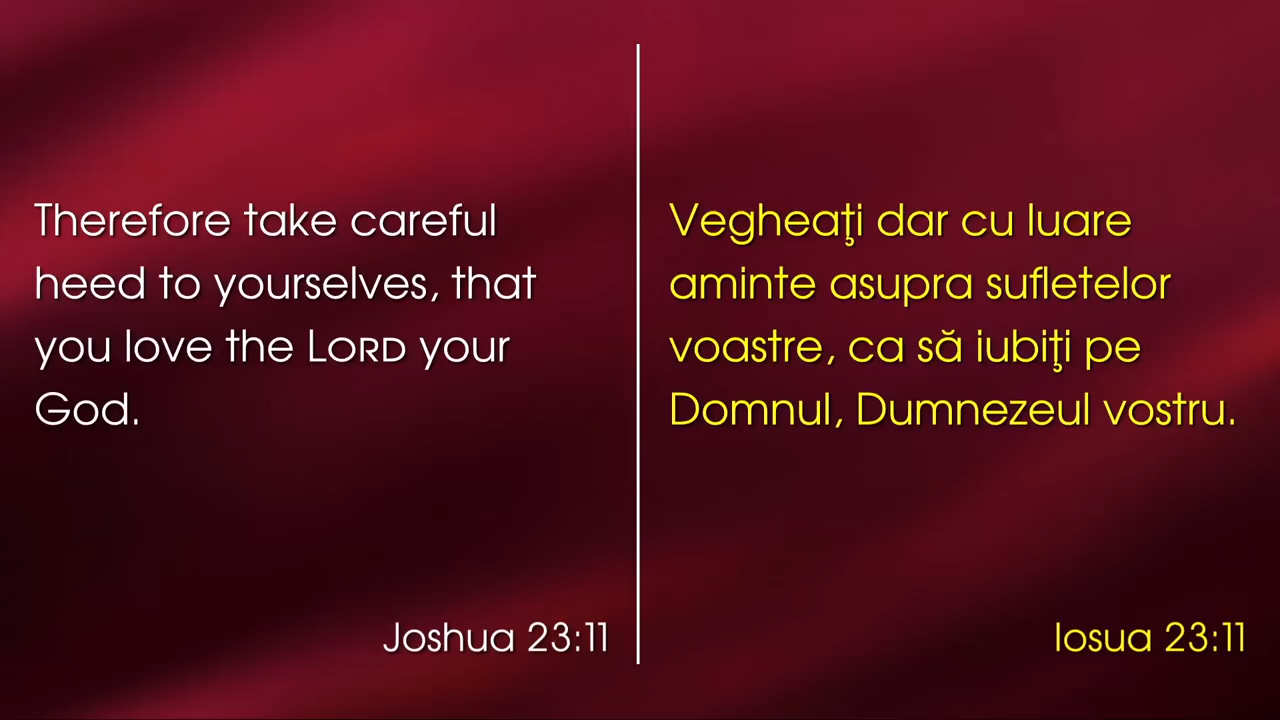 Therefore take careful
heed to yourselves, that
you love the LORD your
God.
Joshua 23:11
Vegheaţi dar cu luare
aminte asupra sufletelor
voastre, ca să iubiţi pe
Domnul, Dumnezeul vostru.
Iosua 23:11